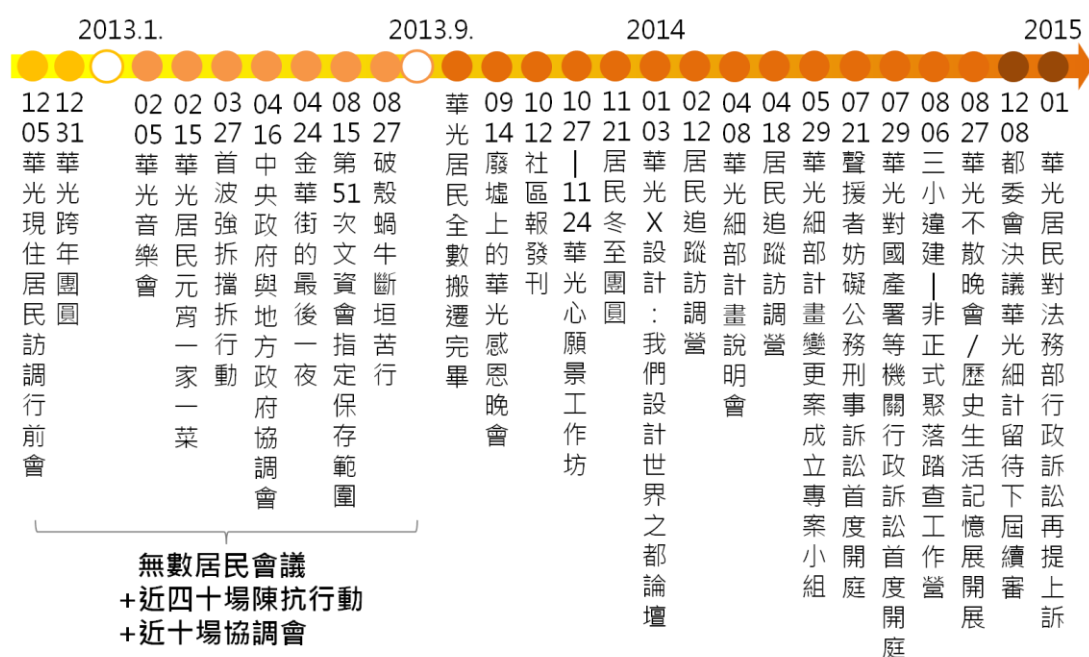 2013.1.
2013.9.
2014
2015
12 05 華光現住居民訪調行前會
12 31 華光跨年團圓
02 05 華光音樂會
02 15 華光居民元宵一家一菜
03 27 首波強拆擋拆行動
04 16 中央政府與地方政府協調會
04 24 金華街的最後一夜
08 15 第51次文資會指定保存範圍
08 27 破殼蝸牛斷垣苦行
華光居民全數搬遷完畢
09 14 廢墟上的華光感恩晚會
10 12 社區報發刊
10 27 | 11 24 華光心願景工作坊
11 21 居民冬至團圓
01 03 華光X設計：我們設計世界之都論壇
02 12 居民追蹤訪調營
04 08 華光細部計畫說明會
04 18 居民追蹤訪調營
05 29 華光細部計畫變更案成立專案小組
07 21 聲援者妨礙公務刑事訴訟首度開庭
07 29 華光對國產署等機關行政訴訟首度開庭
08 06 三小違建｜非正式聚落踏查工作營
08 27 華光不散晚會/歷史生活記憶展開展
12 08 都委會決議華光細計留待下屆續審
01 華光居民對法務部行政訴訟再提上訴
無數居民會議
+近四十場陳抗行動
+近十場協調會